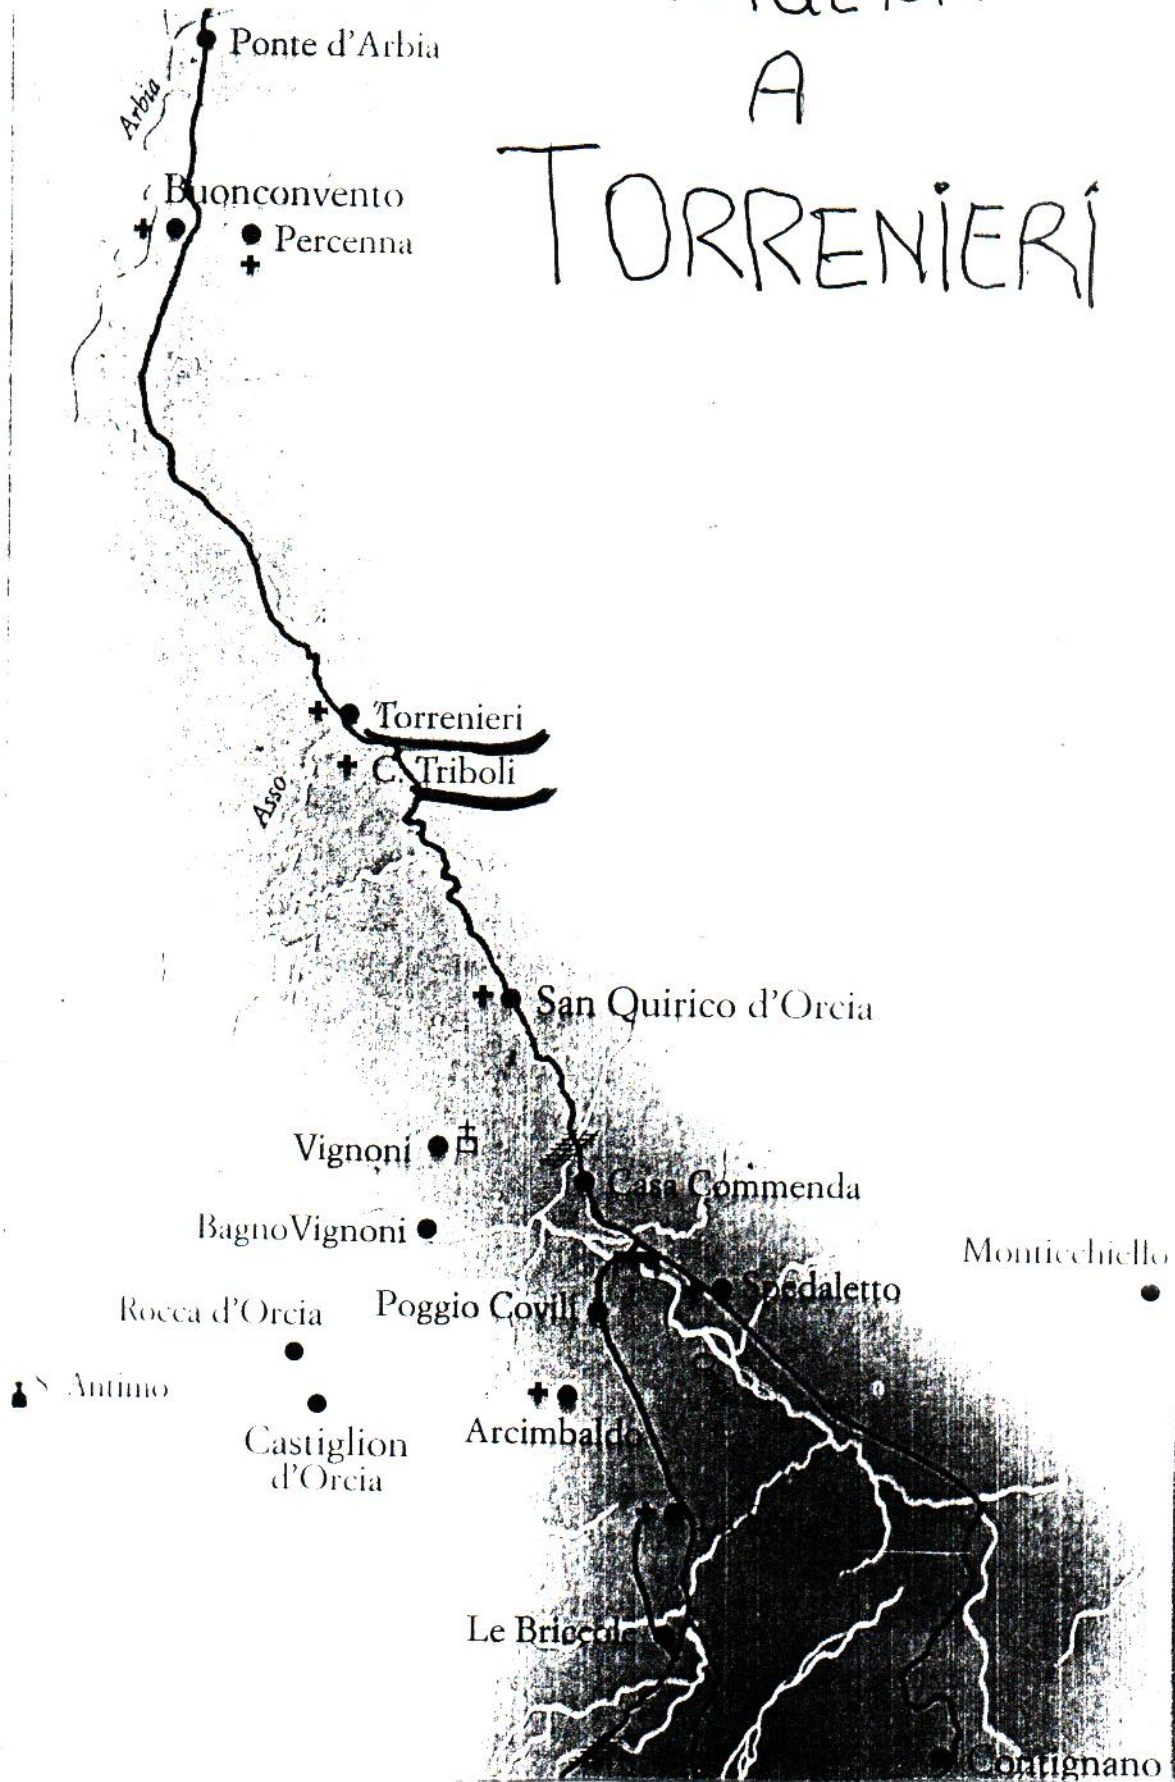 A
TORRENIERI
Ponte d'Arbia
Arbia
Buonconvento
Percenna
Torrenieri
C. Triboli
Asso
San Quirico d'Orcia
Vignoni
Bagno Vignoni
Casa Commenda
Monticchiello
Spedaletto
Rocca d'Orcia
Poggio Covili
S. Antimo
Castiglion
d'Orcia
Arcimbaldo
Le Briccole
Contignano